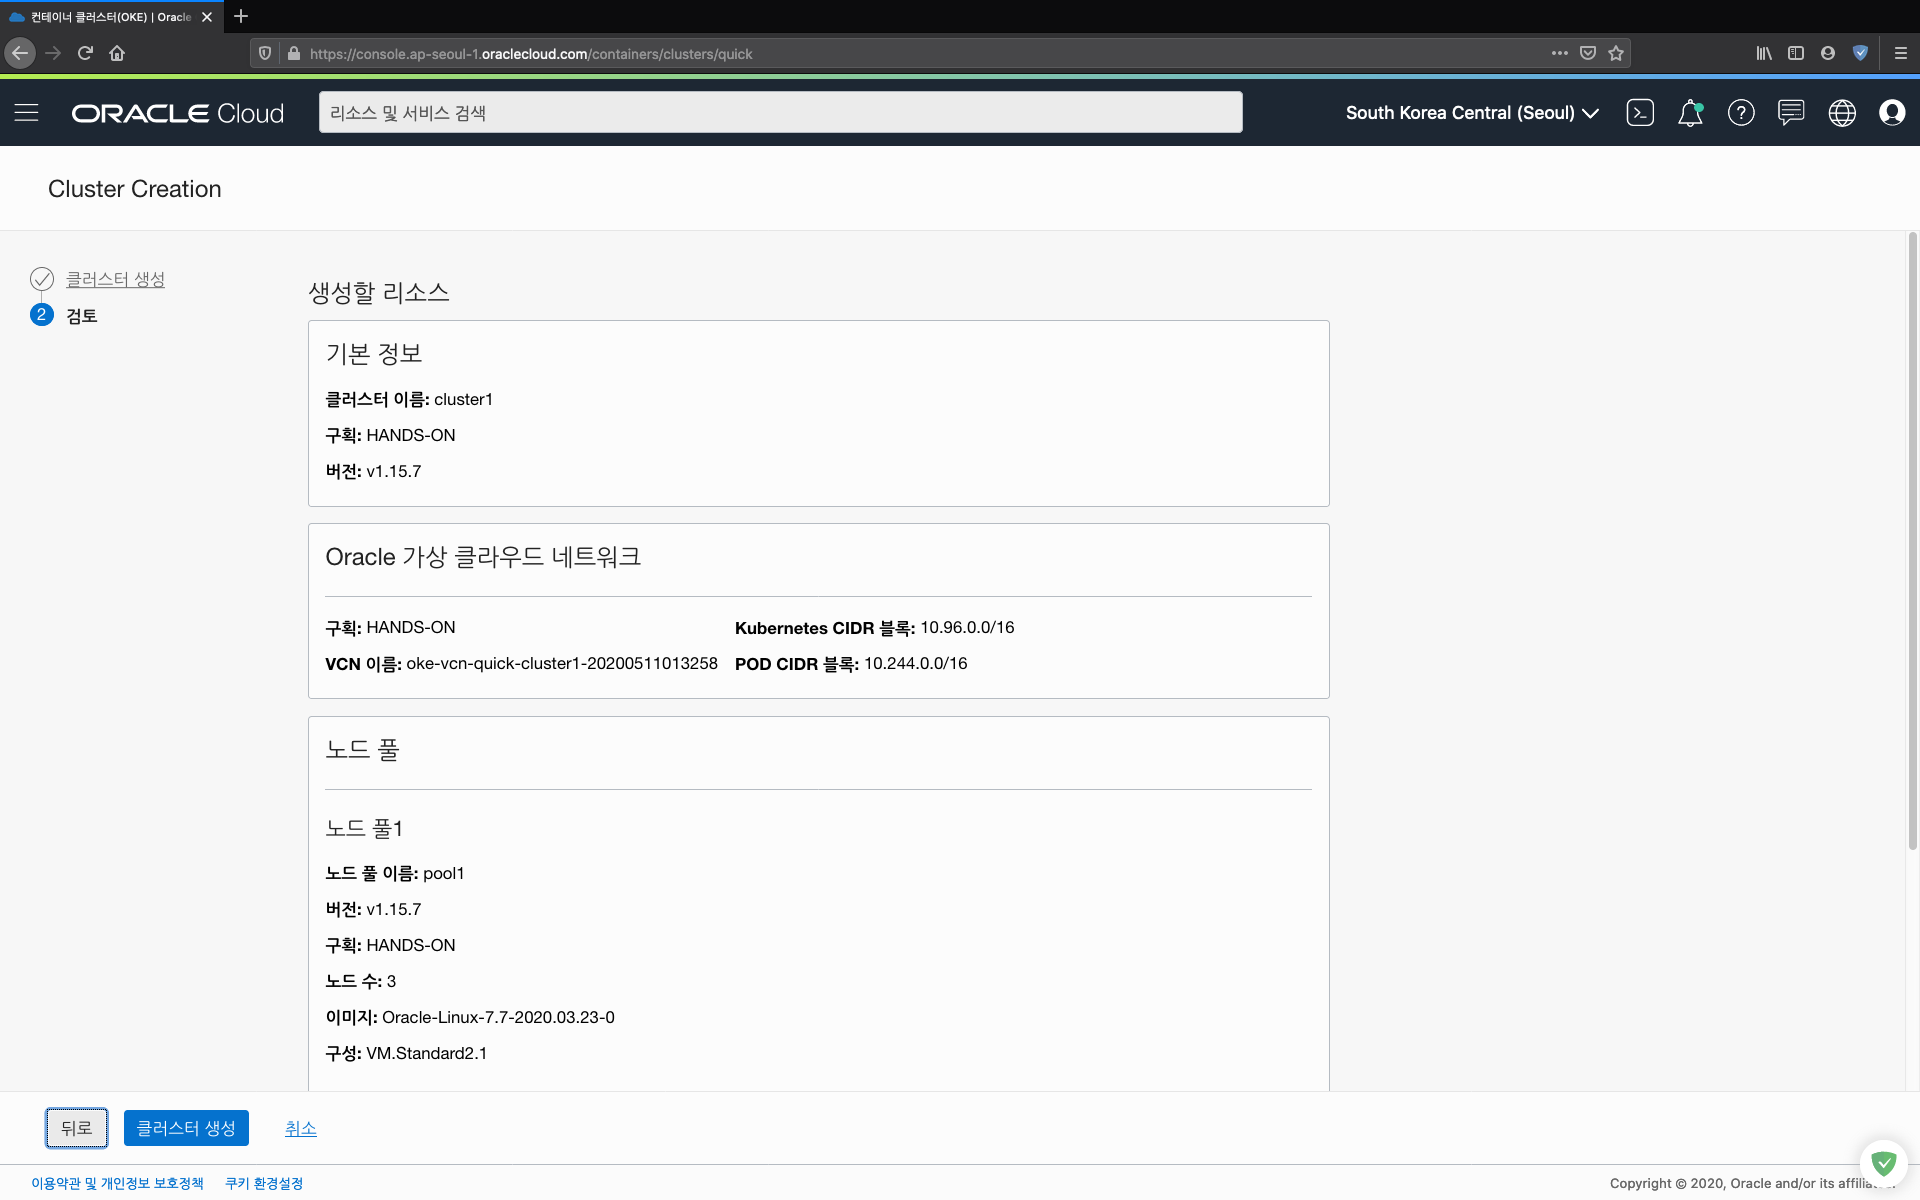 컨테이너 클러스터(OKE) | Oracle
https://console.ap-seoul-1.oraclecloud.com/containers/clusters/quick
ORACLE Cloud
리소스 및 서비스 검색
South Korea Central (Seoul)
Cluster Creation
클러스터 생성
2 검토
생성할 리소스
기본 정보
클러스터 이름: cluster1
구획: HANDS-ON
버전: v1.15.7
Oracle 가상 클라우드 네트워크
구획: HANDS-ON
Kubernetes CIDR 블록: 10.96.0.0/16
VCN 이름: oke-vcn-quick-cluster1-20200511013258
POD CIDR 블록: 10.244.0.0/16
노드 풀
노드 풀1
노드 풀 이름: pool1
버전: v1.15.7
구획: HANDS-ON
노드 수: 3
이미지: Oracle-Linux-7.7-2020.03.23-0
구성: VM.Standard2.1
뒤로
클러스터 생성
취소
이용약관 및 개인정보 보호정책
쿠키 환경설정
Copyright © 2020, Oracle and/or its